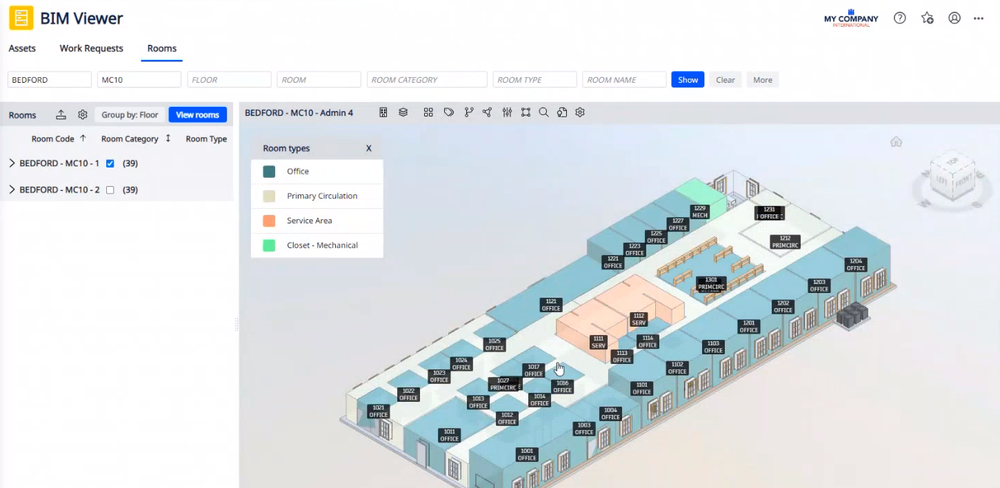 BIM Viewer
MY COMPANY
INTERNATIONAL
Assets
Work Requests
Rooms
BEDFORD
MC10
FLOOR
ROOM
ROOM CATEGORY
ROOM TYPE
ROOM NAME
Show
Clear
More
Rooms
Group by: Floor
View rooms
BEDFORD - MC10 - Admin 4
Room Code
Room Category
Room Type
BEDFORD - MC10 - 1
(39)
BEDFORD - MC10 - 2
(39)
Room types
X
Office
Primary Circulation
Service Area
Closet - Mechanical
LEFT
FRONT
1229
MECH
1231
OFFICE
1227
OFFICE
1225
OFFICE
1223
OFFICE
1221
OFFICE
1212
PRIMCIRC
1204
OFFICE
1301
PRIMCIRC
1203
OFFICE
1202
OFFICE
1121
OFFICE
1112
SERV
1201
OFFICE
1111
SERV
1114
OFFICE
1103
OFFICE
1113
OFFICE
1102
OFFICE
1025
OFFICE
1024
OFFICE
1023
OFFICE
1017
OFFICE
1027
PRIMCIRC
1016
OFFICE
1101
OFFICE
1022
OFFICE
1014
OFFICE
1013
OFFICE
1021
OFFICE
1012
OFFICE
1004
OFFICE
1011
OFFICE
1003
OFFICE
1001
OFFICE